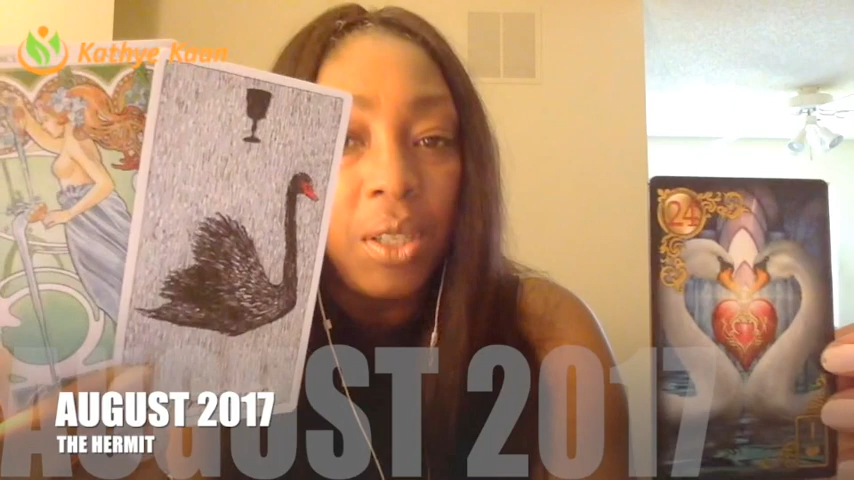 Kathye Kaan
24
AUGUST 2017
AUGUST 2017
THE HERMIT